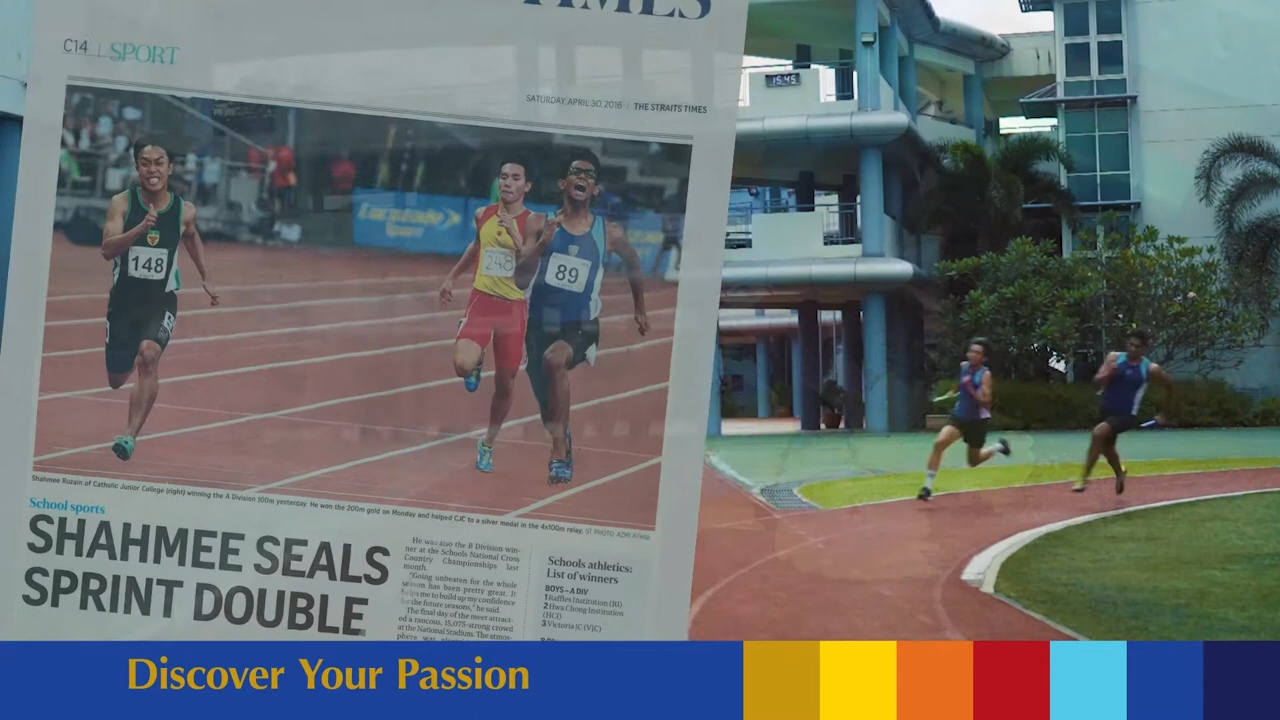 TIMES
C14 | SPORT
SATURDAY, APRIL 30, 2016 | THE STRAITS TIMES
15:45
148
248
89
Shahmee Ruzain of Catholic Junior College (right) winning the A Division 100m yesterday. He won the 200m gold on Monday and helped CJC to a silver medal in the 4x100m relay. ST PHOTO: AZMI ATHNI
School sports
SHAHMEE SEALS
SPRINT DOUBLE
He was also the B Division win-
ner at the Schools National Cross
Country Championships last
month.
"Going unbeaten for the whole
season has been pretty great. It
helps me to build up my confidence
for the future seasons," he said.
The final day of the meet attract-
ed a raucous, 15,075-strong crowd
at the National Stadium. The atmos-
Schools athletics:
List of winners
BOYS – A DIV
1 Raffles Institution (RI)
2 Hwa Chong Institution
(HCI)
3 Victoria JC (VJC)
Discover Your Passion